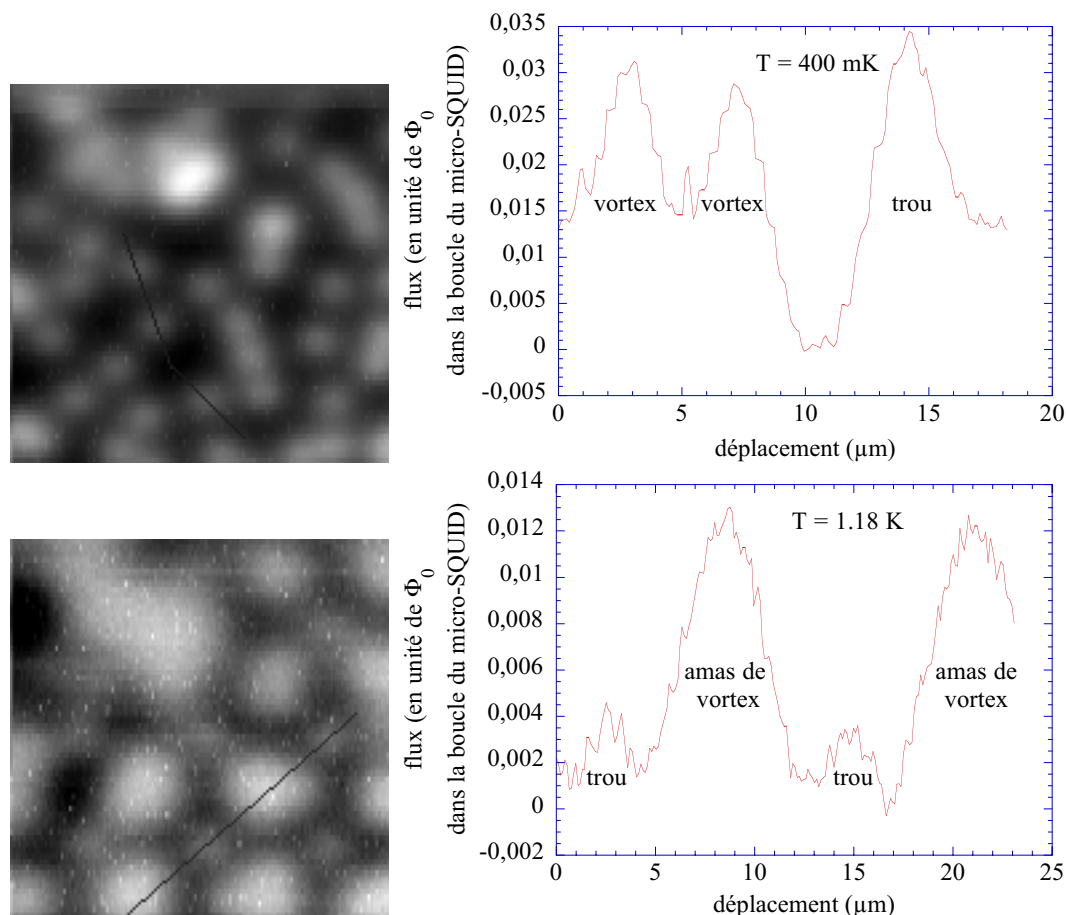 flux (en unité de Φ0
dans la boucle du micro-SQUID)
0,035
0,03
0,025
0,02
0,015
0,01
0,005
0
-0,005
T = 400 mK
vortex
vortex
trou
0
5
10
15
20
déplacement (µm)
flux (en unité de Φ0
dans la boucle du micro-SQUID)
0,014
0,012
0,01
0,008
0,006
0,004
0,002
0
-0,002
T = 1.18 K
amas de
vortex
amas de
vortex
trou
trou
0
5
10
15
20
25
déplacement (µm)